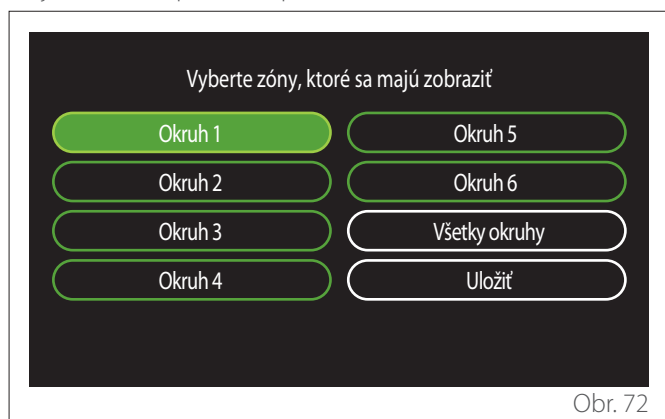 Vyberte zóny, ktoré sa majú zobraziť
Okruh 1
Okruh 2
Okruh 3
Okruh 4
Okruh 5
Okruh 6
Všetky okruhy
Uložiť
Obr. 72